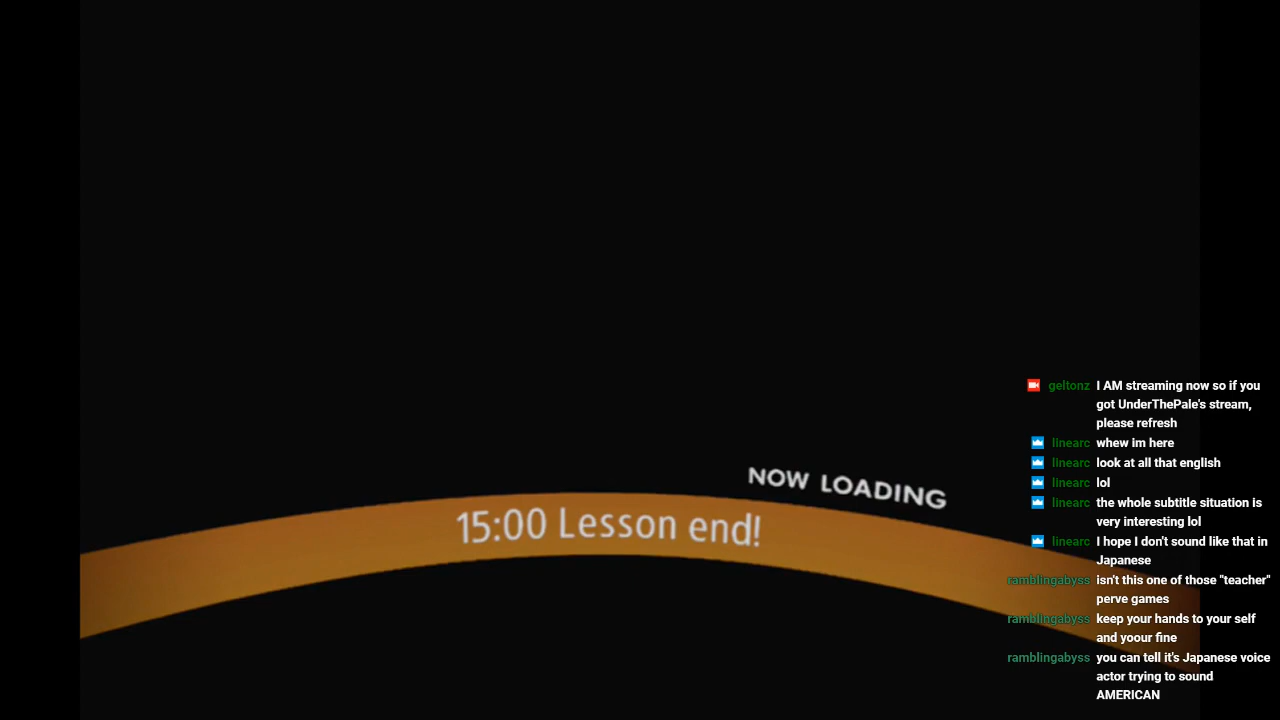 geltonz I AM streaming now so if you
got UnderThePale's stream,
please refresh
linearc whew im here
linearc look at all that english
NOW LOADING
linearc lol
15:00 Lesson end!
linearc the whole subtitle situation is
very interesting lol
linearc I hope I don't sound like that in
Japanese
ramblingabyss isn't this one of those "teacher"
perve games
ramblingabyss keep your hands to your self
and yoour fine
ramblingabyss you can tell it's Japanese voice
actor trying to sound
AMERICAN